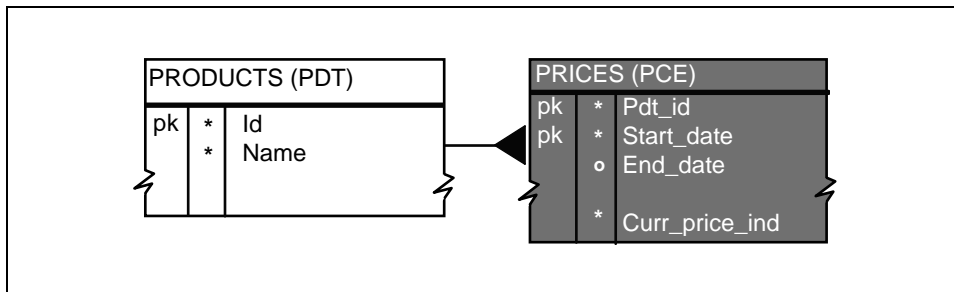 PRODUCTS (PDT)
pk * Id
* Name
PRICES (PCE)
pk * Pdt_id
pk * Start_date
o End_date
* Curr_price_ind